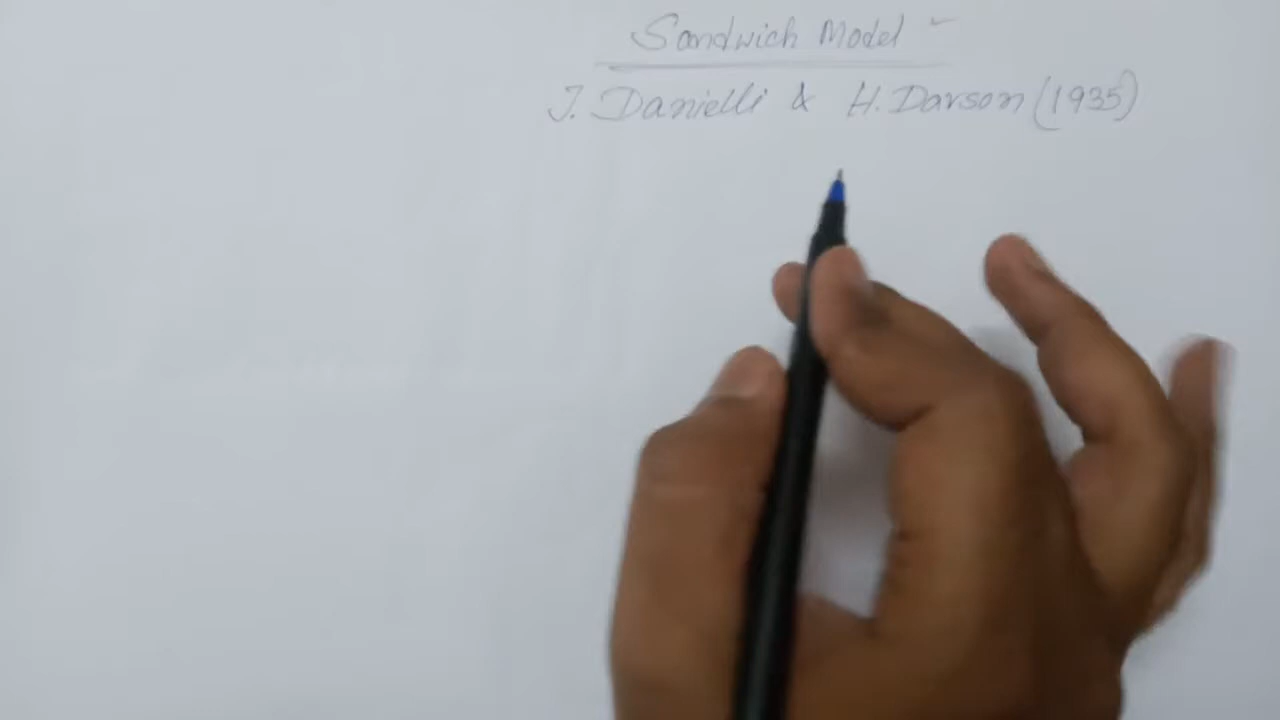 Sandwich Model
J. Danielli & H. Davson (1935)